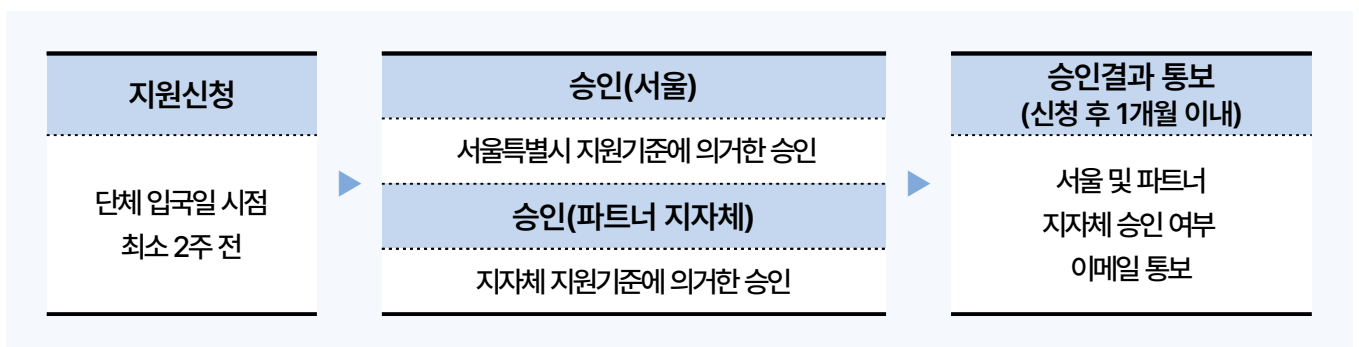 지원신청
단체 입국일 시점
최소 2주 전
승인(서울)
서울특별시 지원기준에 의거한 승인
승인(파트너 지자체)
지자체 지원기준에 의거한 승인
승인결과 통보
(신청 후 1개월 이내)
서울 및 파트너
지자체 승인 여부
이메일 통보